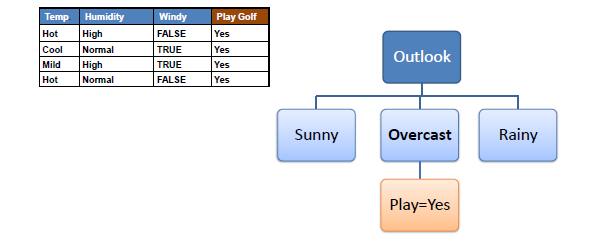 Temp Humidity Windy Play Golf
Hot High FALSE Yes
Cool Normal TRUE Yes
Mild High TRUE Yes
Hot Normal FALSE Yes
Outlook
Sunny Overcast Rainy
Play=Yes